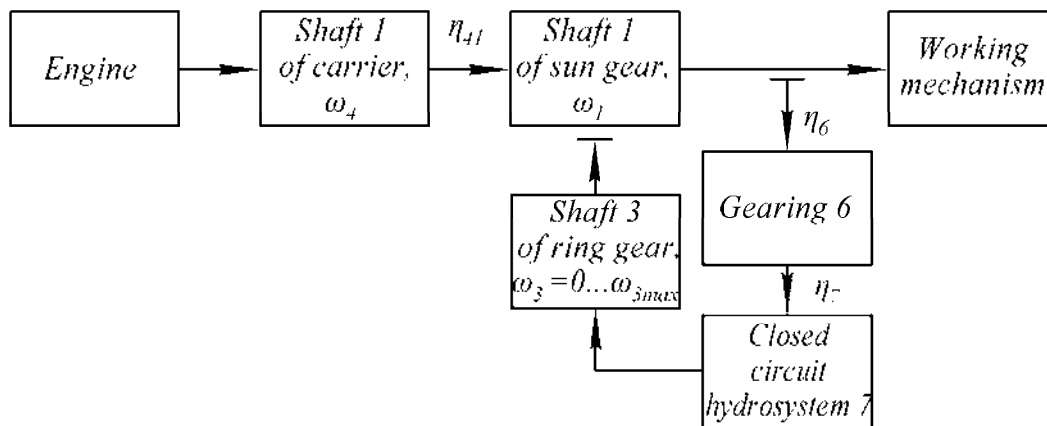 Engine
Shaft 1
of carrier,
ω₄
η₄₁
Shaft 1
of sun gear,
ω₁
Working
mechanism
η₆
Gearing 6
Shaft 3
of ring gear,
ω₃=0...ω₃max
η₇
Closed
circuit
hydrosystem 7